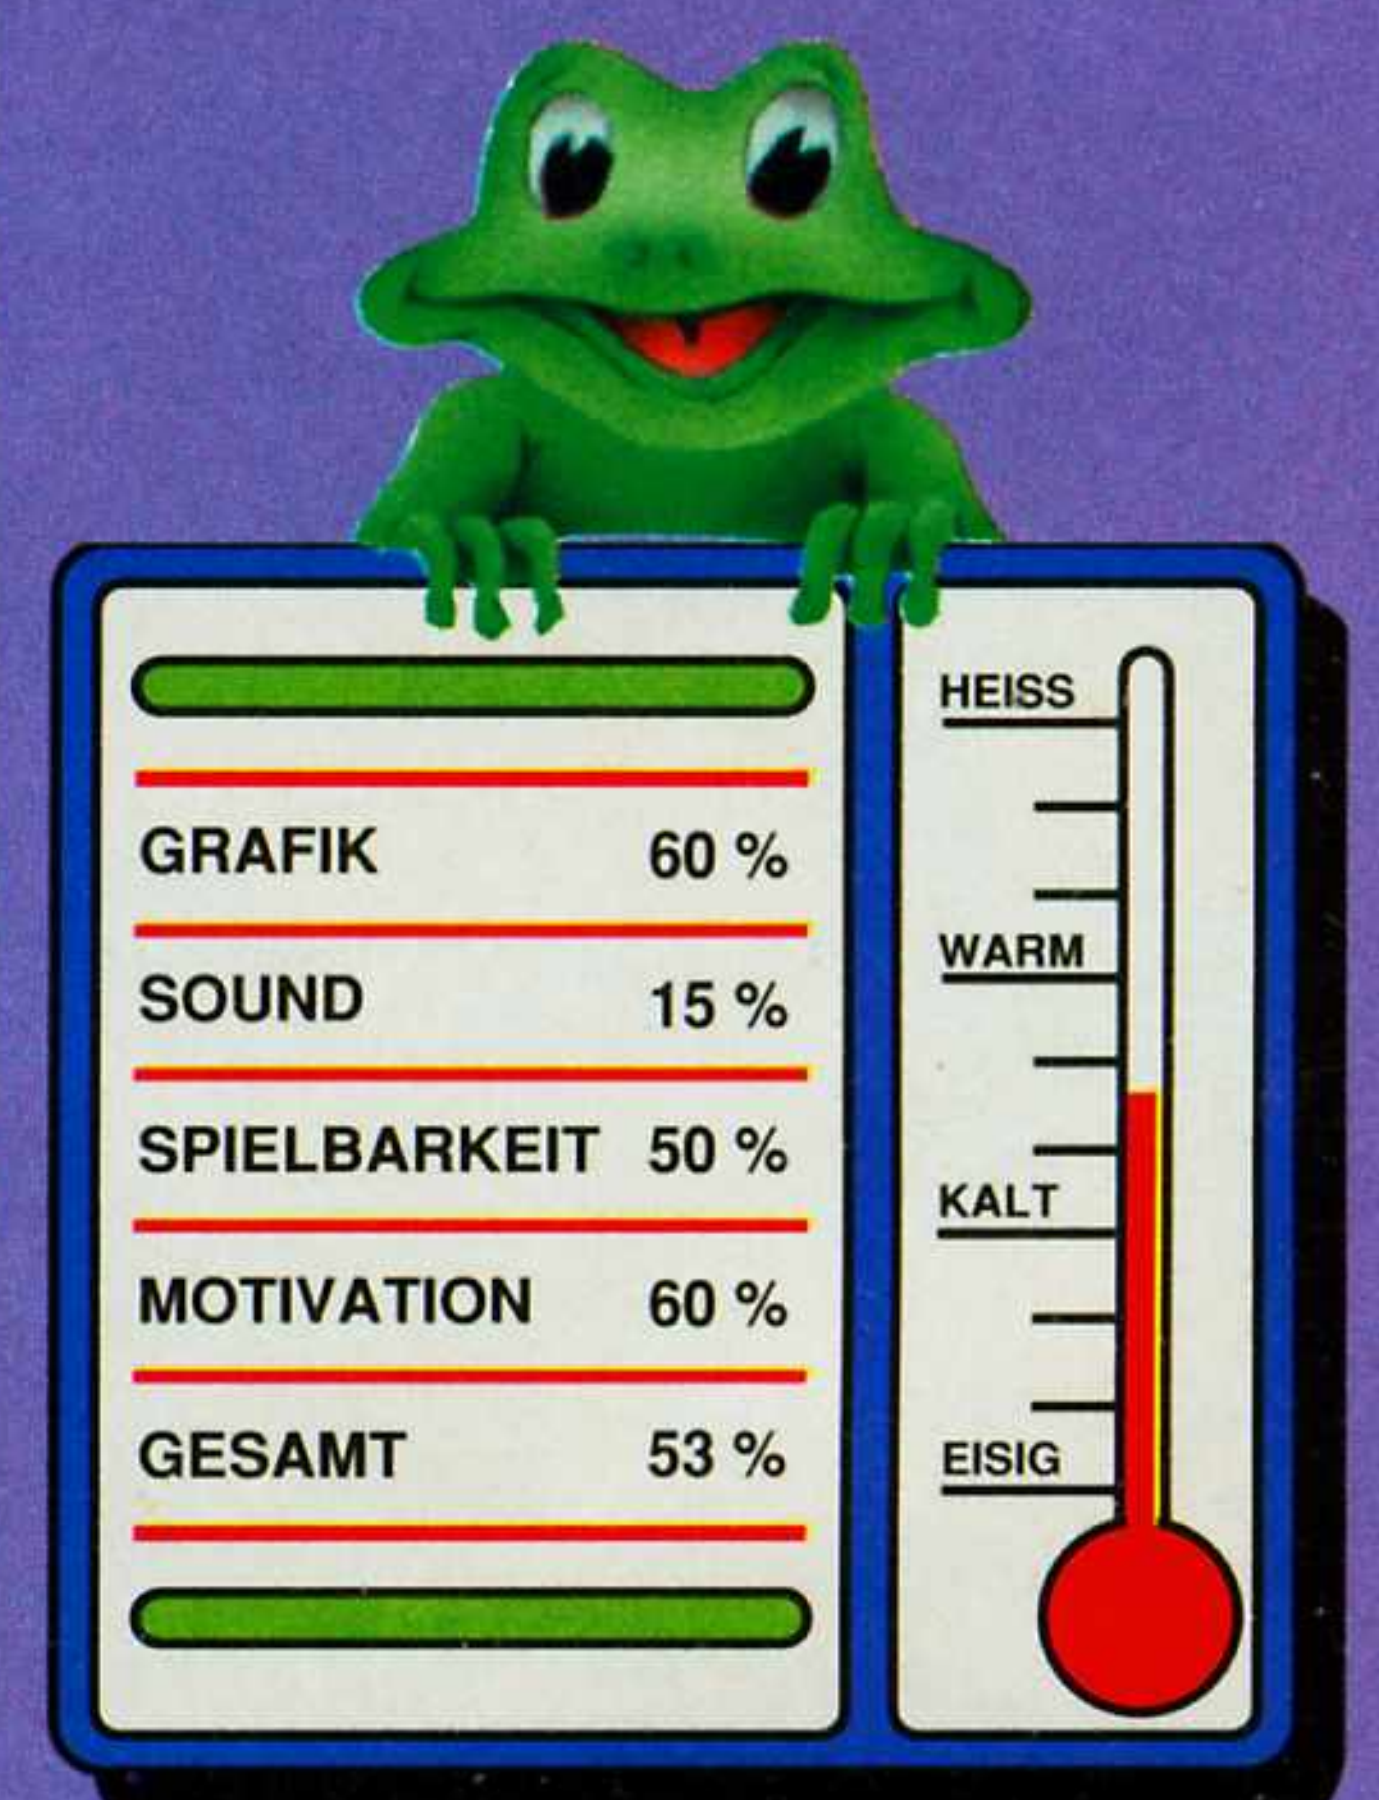 GRAFIK 60 %
SOUND 15 %
SPIELBARKEIT 50 %
MOTIVATION 60 %
GESAMT 53 %
HEISS
WARM
KALT
EISIG